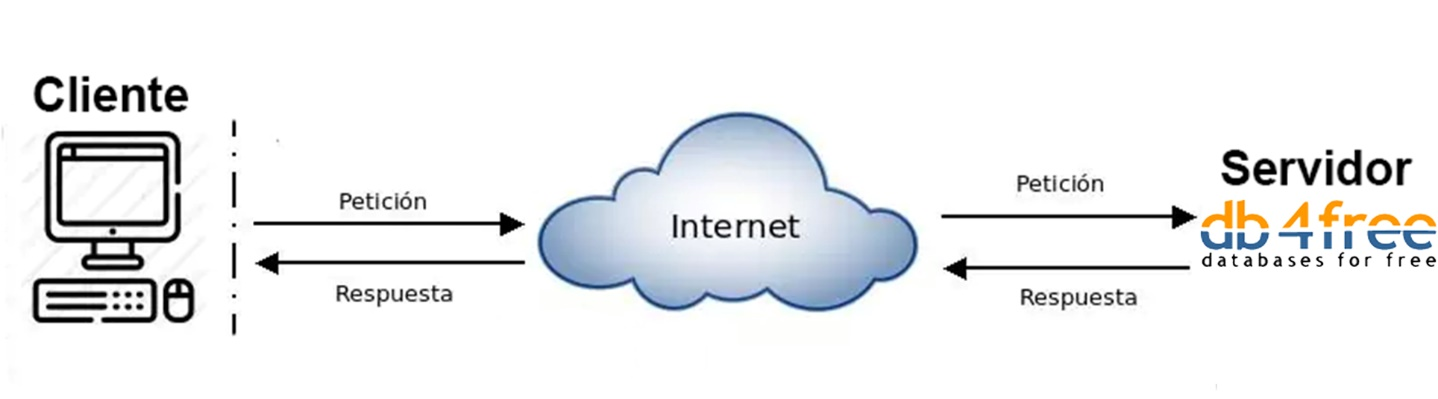 Cliente
Petición
Respuesta
Internet
Petición
Respuesta
Servidor
db4free
databases for free